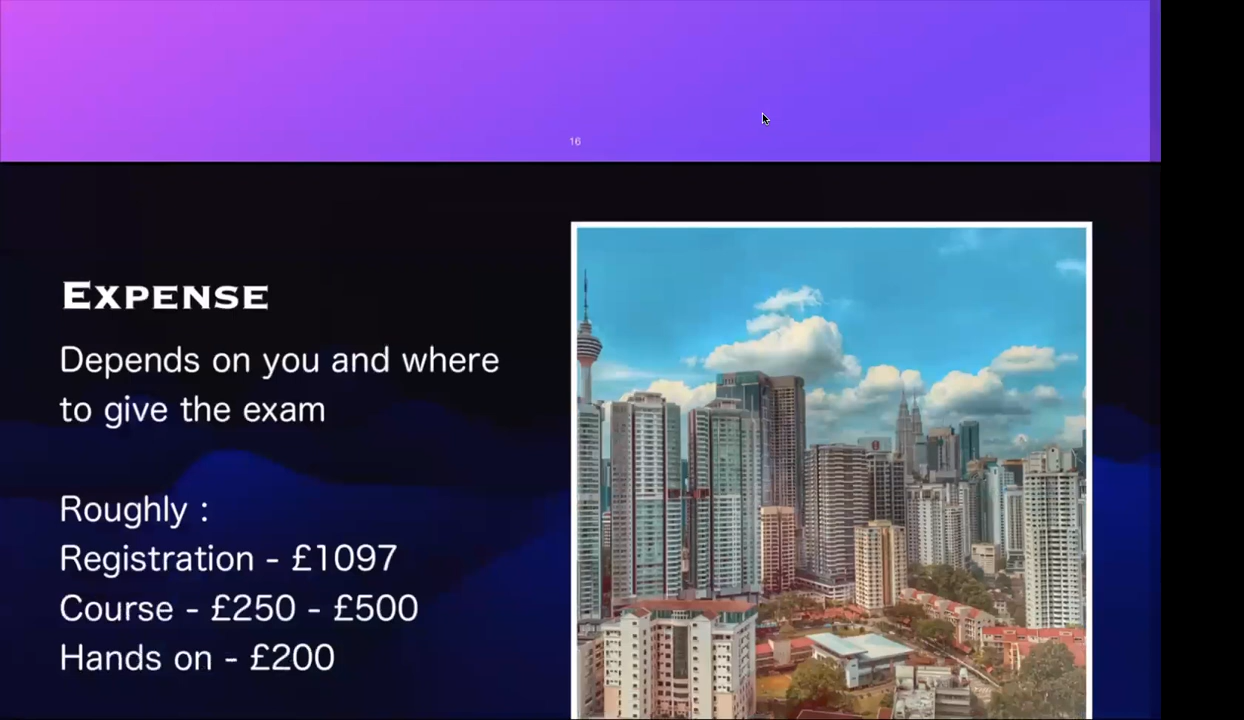 16
Expense
Depends on you and where
to give the exam
Roughly :
Registration - £1097
Course - £250 - £500
Hands on - £200